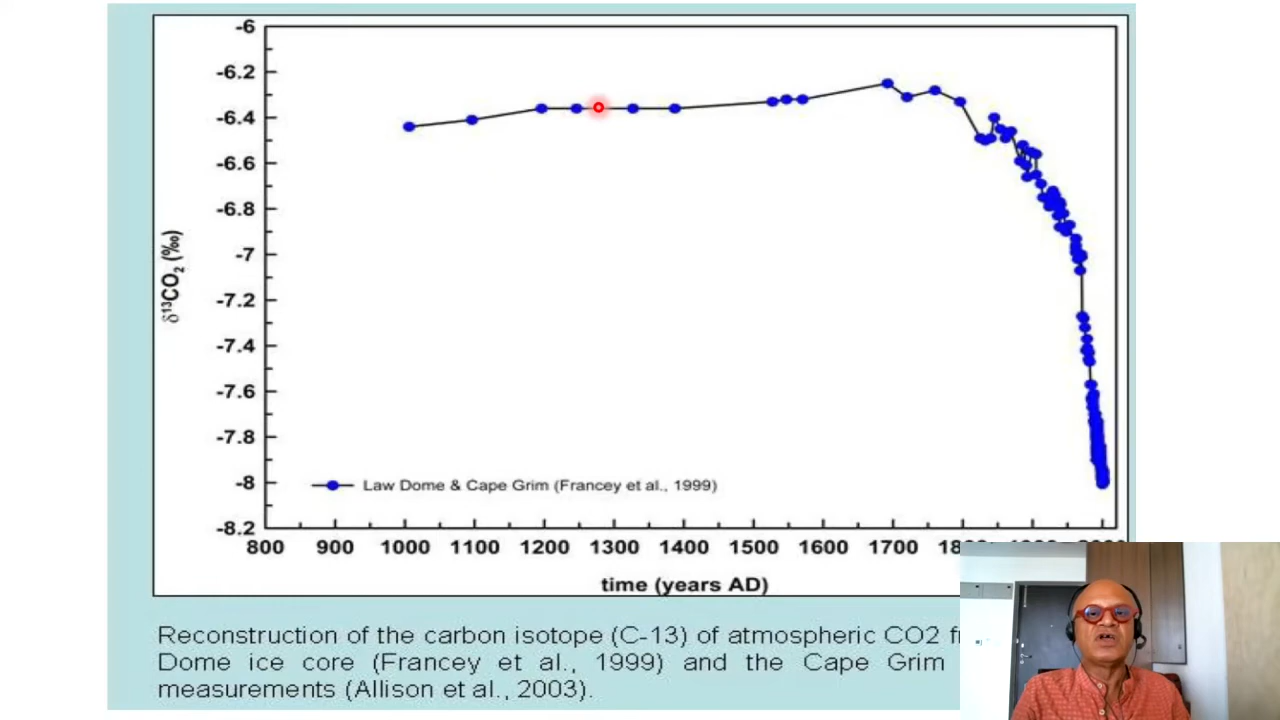 -6
-6.2
-6.4
-6.6
-6.8
-7
-7.2
-7.4
-7.6
-7.8
-8
-8.2
δ¹³CO₂ (‰)
Law Dome & Cape Grim (Francey et al., 1999)
800 900 1000 1100 1200 1300 1400 1500 1600 1700 1800 1900 2000
time (years AD)
Reconstruction of the carbon isotope (C-13) of atmospheric CO2
Dome ice core (Francey et al., 1999) and the Cape Grim
measurements (Allison et al., 2003).